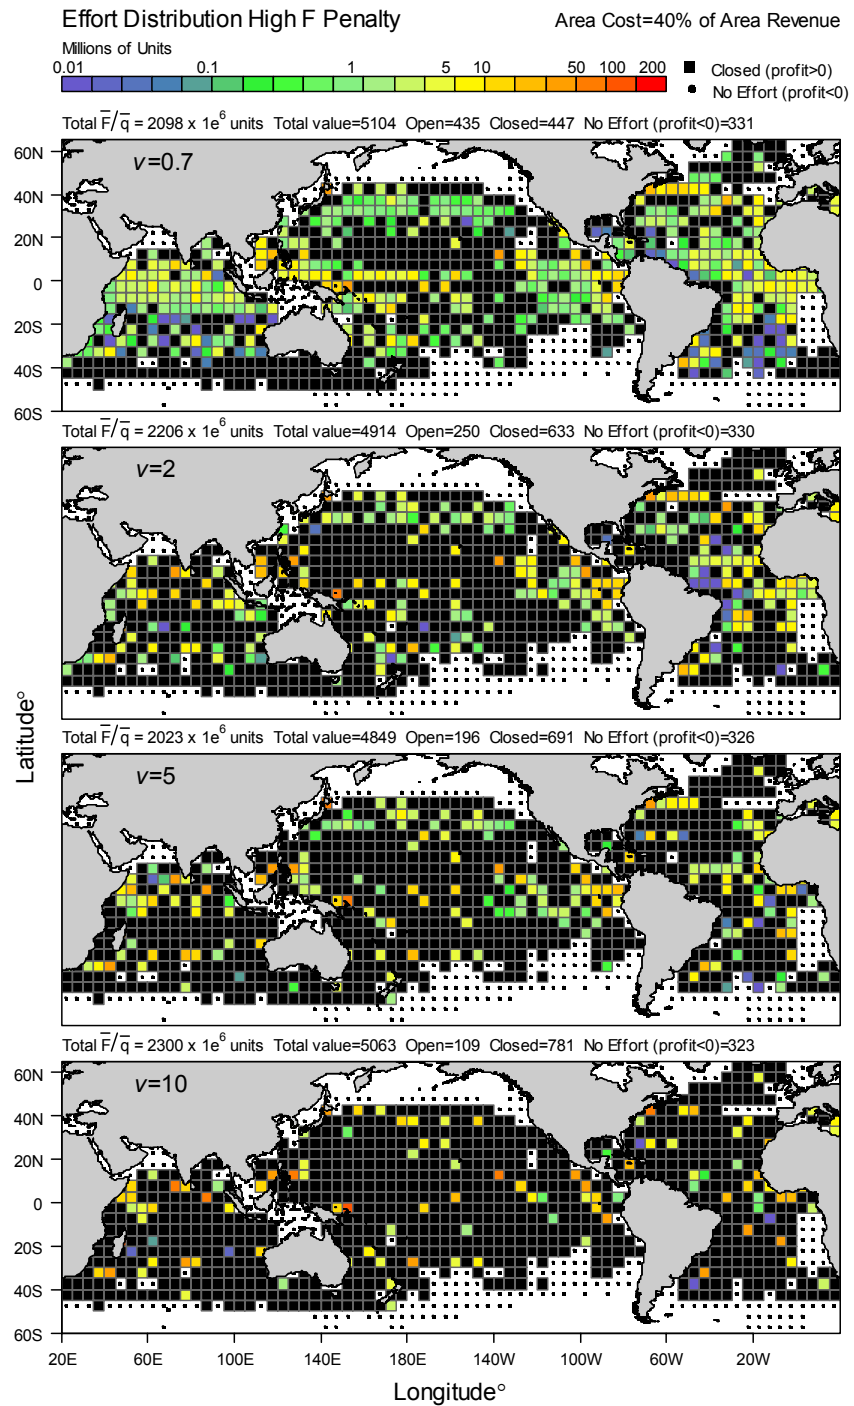 Effort Distribution High F Penalty Area Cost=40% of Area Revenue
Millions of Units
0.01 0.1 1 5 10 50 100 200
Closed (profit>0)
No Effort (profit<0)
Total F̅/q̅ = 2098 x 1e⁶ units Total value=5104 Open=435 Closed=447 No Effort (profit<0)=331
60N
v=0.7
40N
20N
0
20S
40S
60S
Total F̅/q̅ = 2206 x 1e⁶ units Total value=4914 Open=250 Closed=633 No Effort (profit<0)=330
v=2
Latitude°
Total F̅/q̅ = 2023 x 1e⁶ units Total value=4849 Open=196 Closed=691 No Effort (profit<0)=326
v=5
Total F̅/q̅ = 2300 x 1e⁶ units Total value=5063 Open=109 Closed=781 No Effort (profit<0)=323
60N
v=10
40N
20N
0
20S
40S
60S
20E 60E 100E 140E 180E 140W 100W 60W 20W
Longitude°